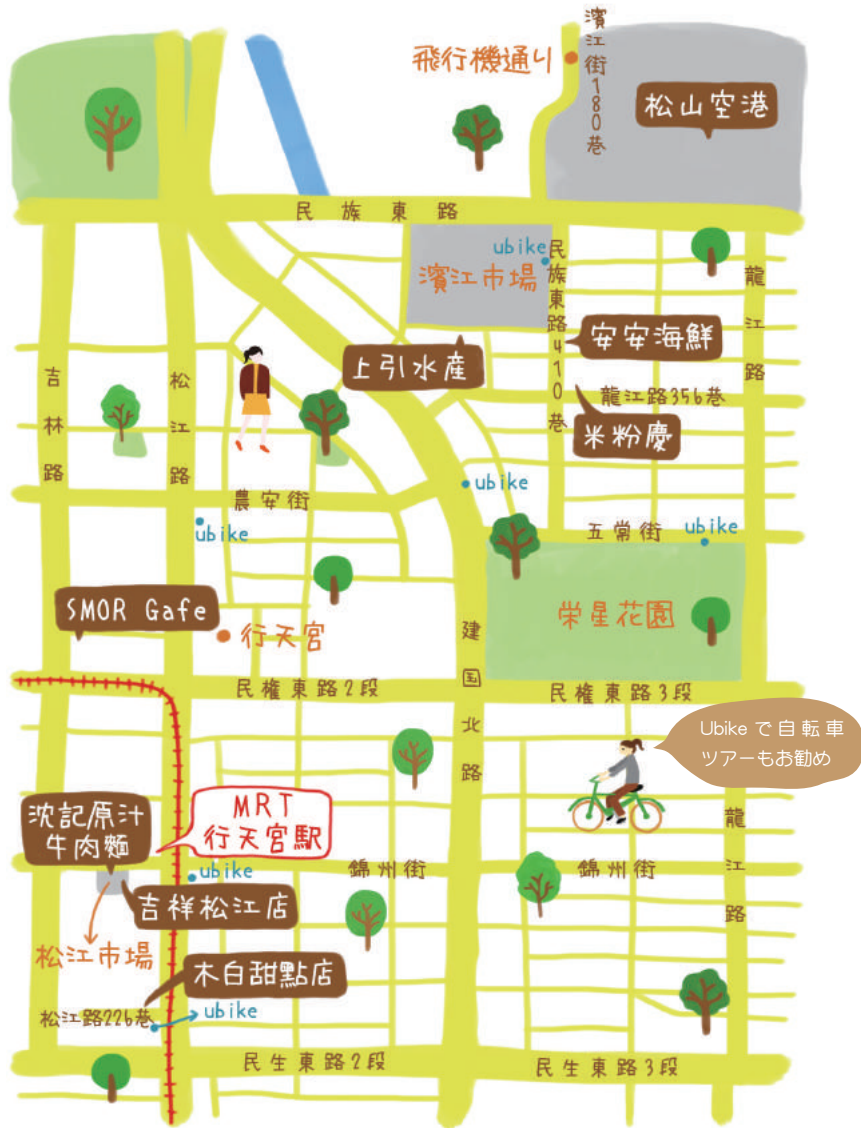 飛行機通り
濱江街180巷
松山空港
民族東路
ubike
濱江市場
民族東路410巷
龍江路
安安海鮮
上引水産
吉林路
松江路
龍江路356巷
米粉慶
ubike
農安街
ubike
五常街
ubike
SMOR Gafe
行天宮
栄星花園
建国北路
民権東路2段
民権東路3段
Ubikeで自転車
ツアーもお勧め
沈記原汁
牛肉麵
MRT
行天宮駅
ubike
錦州街
錦州街
龍江路
吉祥松江店
松江市場
木白甜點店
松江路226巷
ubike
民生東路2段
民生東路3段